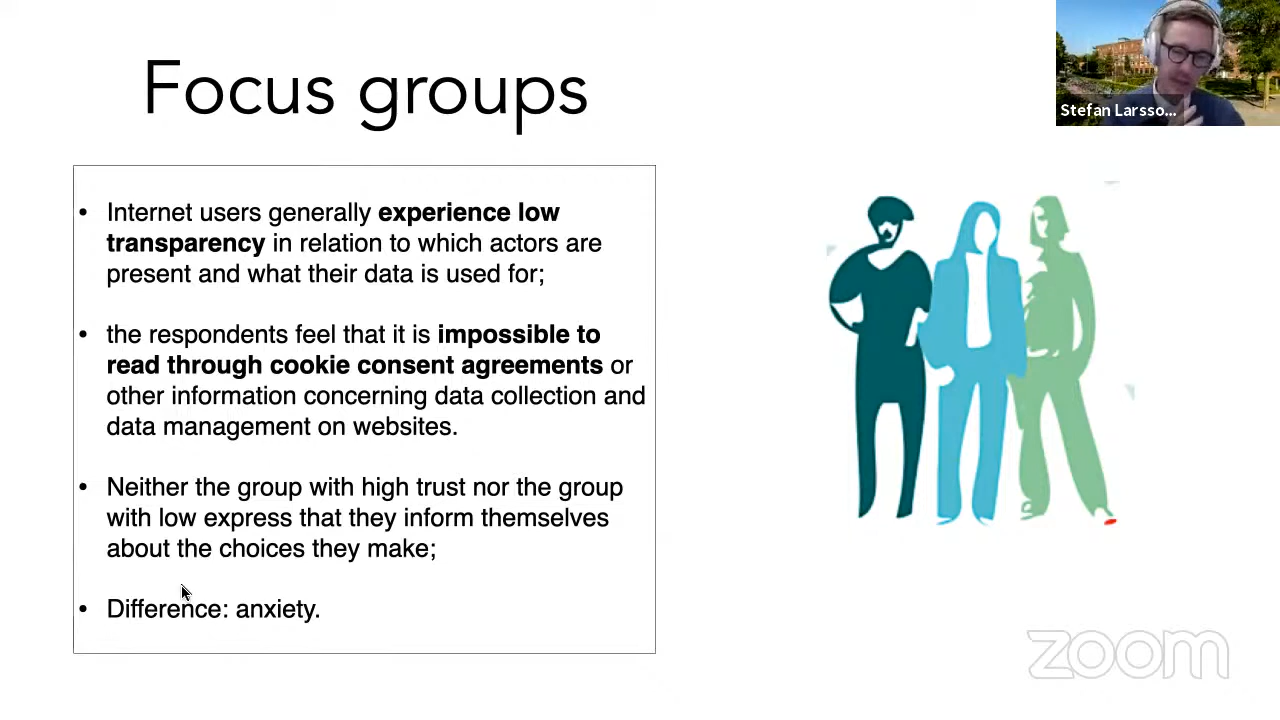 Focus groups
Stefan Larsso...
• Internet users generally experience low
transparency in relation to which actors are
present and what their data is used for;
• the respondents feel that it is impossible to
read through cookie consent agreements or
other information concerning data collection and
data management on websites.
• Neither the group with high trust nor the group
with low express that they inform themselves
about the choices they make;
• Difference: anxiety.
zoom